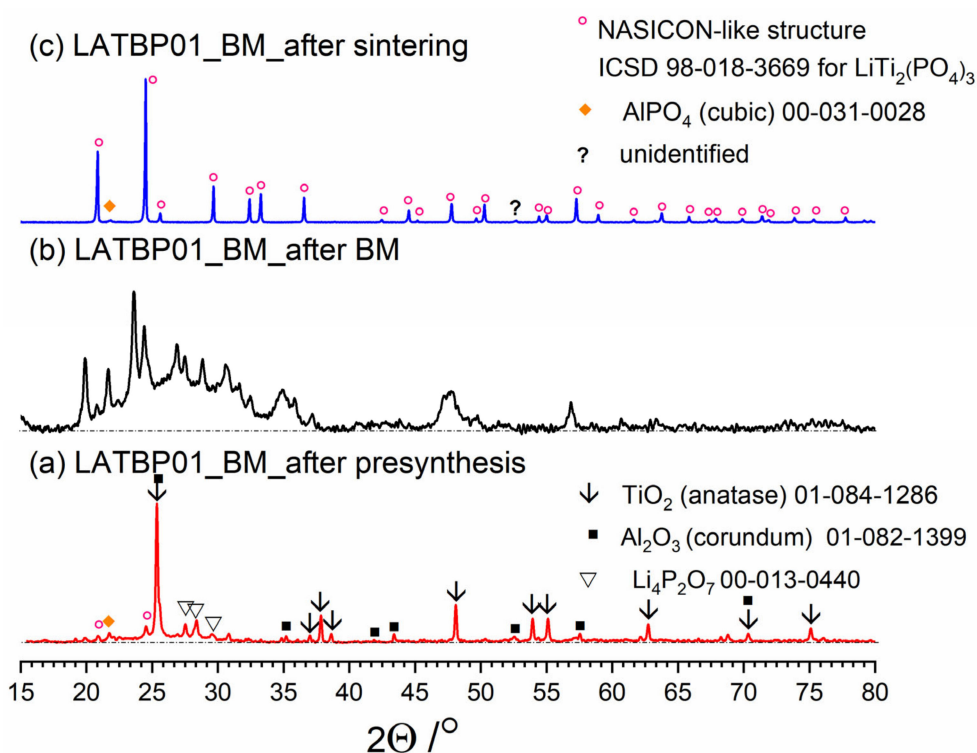 (c) LATBP01_BM_after sintering
NASICON-like structure
ICSD 98-018-3669 for LiTi₂(PO₄)₃
AlPO₄ (cubic) 00-031-0028
? unidentified
?
(b) LATBP01_BM_after BM
(a) LATBP01_BM_after presynthesis
TiO₂ (anatase) 01-084-1286
Al₂O₃ (corundum) 01-082-1399
Li₄P₂O₇ 00-013-0440
15 20 25 30 35 40 45 50 55 60 65 70 75 80
2Θ /°